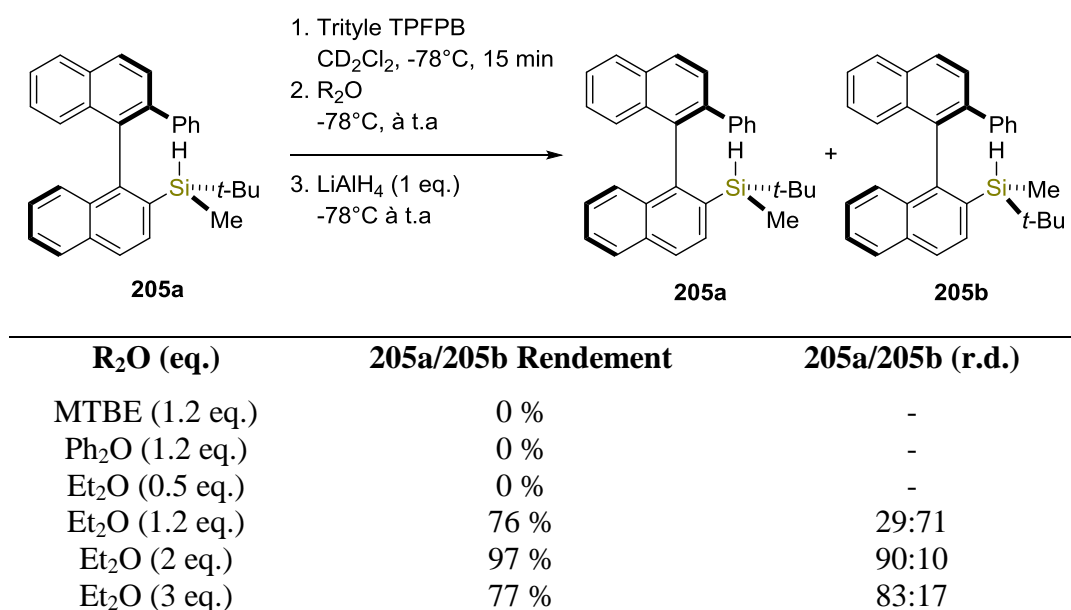 1. Trityle TPFPB
CD₂Cl₂, -78°C, 15 min
2. R₂O
-78°C, à t.a
3. LiAlH₄ (1 eq.)
-78°C à t.a
Ph
H
Si
t-Bu
Me
205a
Ph
H
Si
t-Bu
Me
205a
+
Ph
H
Si
Me
t-Bu
205b
R₂O (eq.) 205a/205b Rendement 205a/205b (r.d.)
MTBE (1.2 eq.) 0 % -
Ph₂O (1.2 eq.) 0 % -
Et₂O (0.5 eq.) 0 % -
Et₂O (1.2 eq.) 76 % 29:71
Et₂O (2 eq.) 97 % 90:10
Et₂O (3 eq.) 77 % 83:17